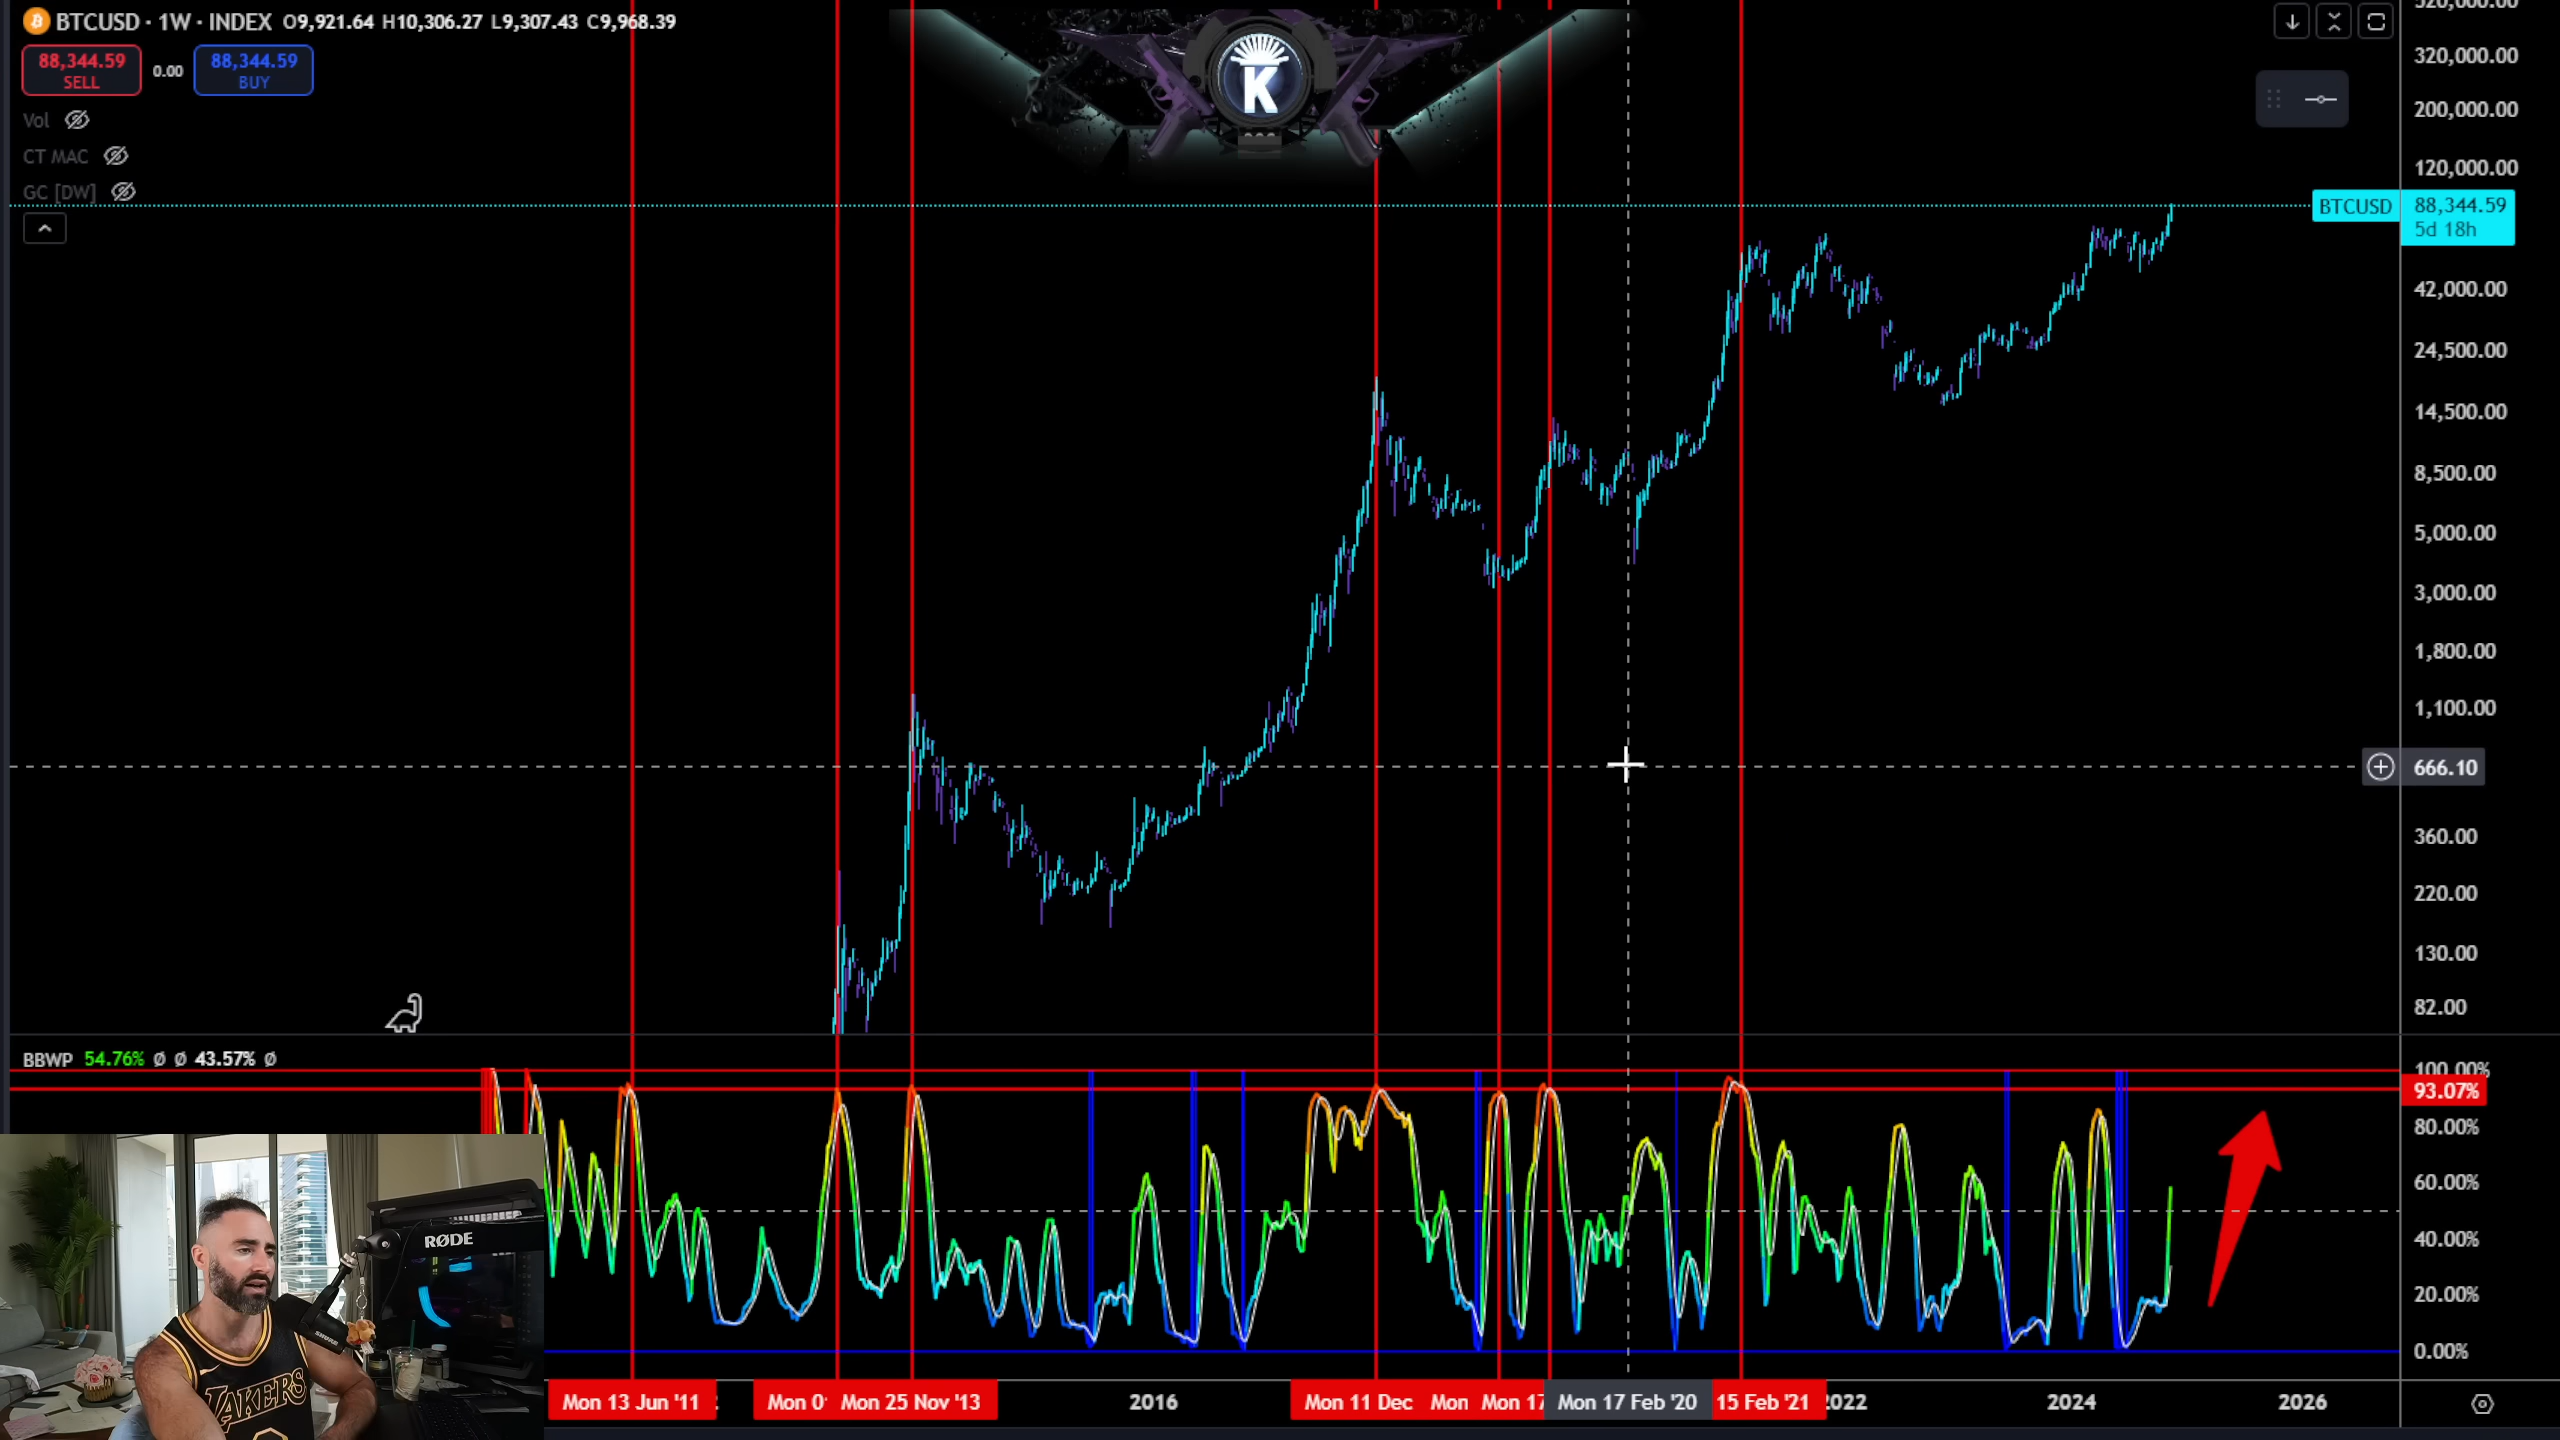 BTCUSD · 1W · INDEX O9,921.64 H10,306.27 L9,307.43 C9,968.39
88,344.59 SELL
0.00
88,344.59 BUY
Vol
CT MAC
GC [DW]
K
320,000.00
200,000.00
120,000.00
BTCUSD 88,344.59
5d 18h
42,000.00
24,500.00
14,500.00
8,500.00
5,000.00
3,000.00
1,800.00
1,100.00
666.10
360.00
220.00
130.00
82.00
BBWP 54.76% Ø Ø 43.57% Ø
100.00%
93.07%
80.00%
60.00%
40.00%
20.00%
0.00%
RØDE
SHURE
LAKERS
Mon 13 Jun '11 Mon 0 Mon 25 Nov '13 2016 Mon 11 Dec Mon Mon 17 Mon 17 Feb '20 15 Feb '21 2022 2024 2026